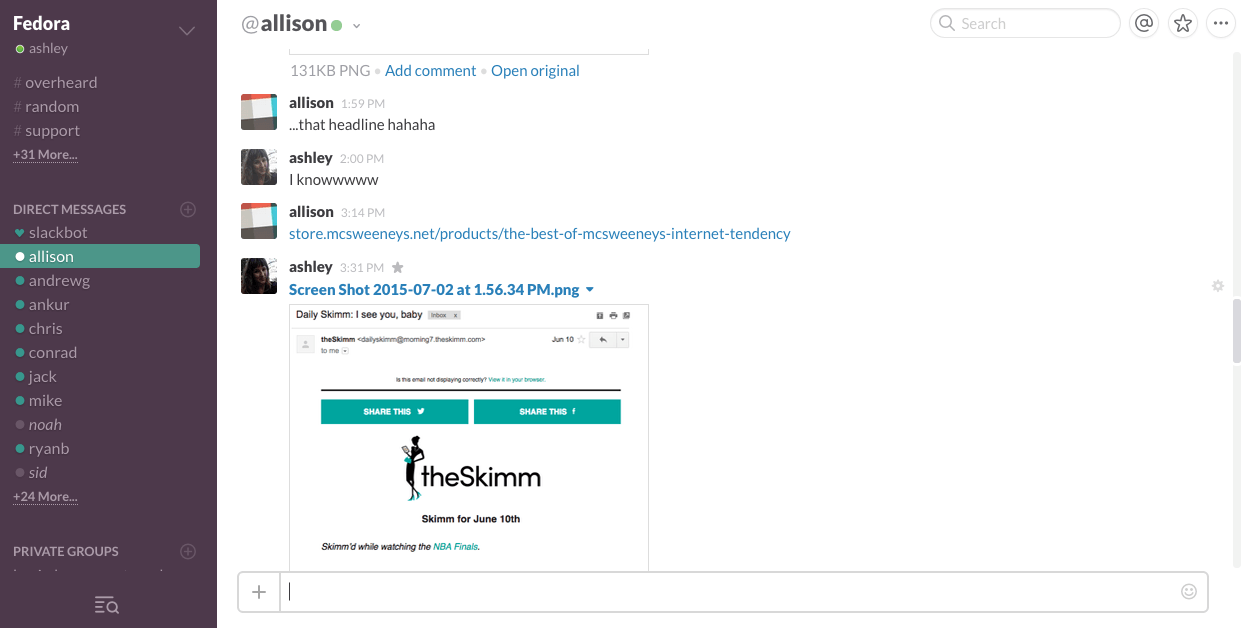 Fedora
ashley
# overheard
# random
# support
+31 More...
DIRECT MESSAGES
slackbot
allison
andrewg
ankur
chris
conrad
jack
mike
noah
ryanb
sid
+24 More...
PRIVATE GROUPS
@allison
Search
131KB PNG • Add comment • Open original
allison 1:59 PM
...that headline hahaha
ashley 2:00 PM
I knowwwww
allison 3:14 PM
store.mcsweeneys.net/products/the-best-of-mcsweeneys-internet-tendency
ashley 3:31 PM
Screen Shot 2015-07-02 at 1.56.34 PM.png
Daily Skimm: I see you, baby Inbox x
theSkimm <dailyskimm@morning7.theskimm.com> Jun 10
to me
Is this email not displaying correctly? View it in your browser.
SHARE THIS SHARE THIS f
theSkimm
Skimm for June 10th
Skimm'd while watching the NBA Finals.